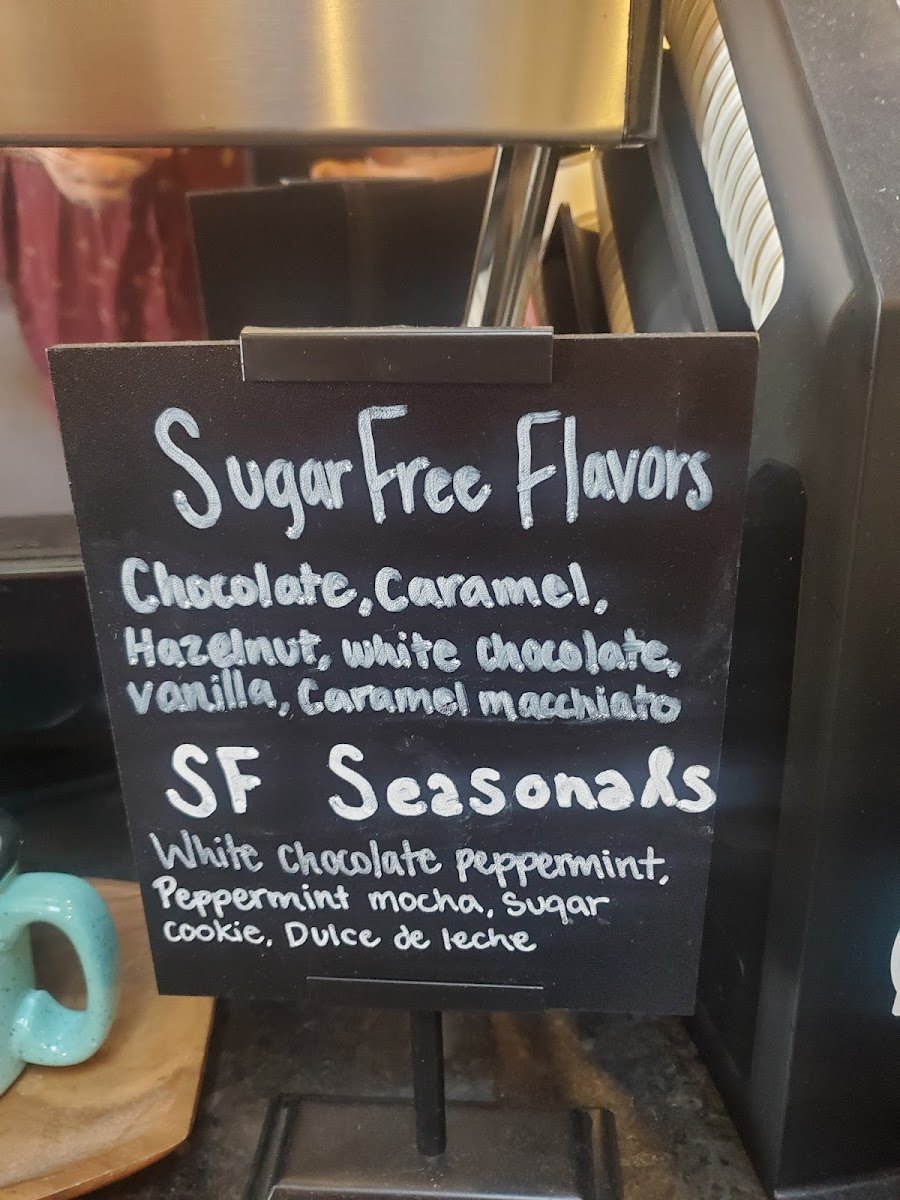 Sugar Free Flavors
Chocolate, Caramel,
Hazelnut, white chocolate,
vanilla, Caramel macchiato
SF Seasonals
White chocolate peppermint,
Peppermint mocha, Sugar
cookie, Dulce de leche